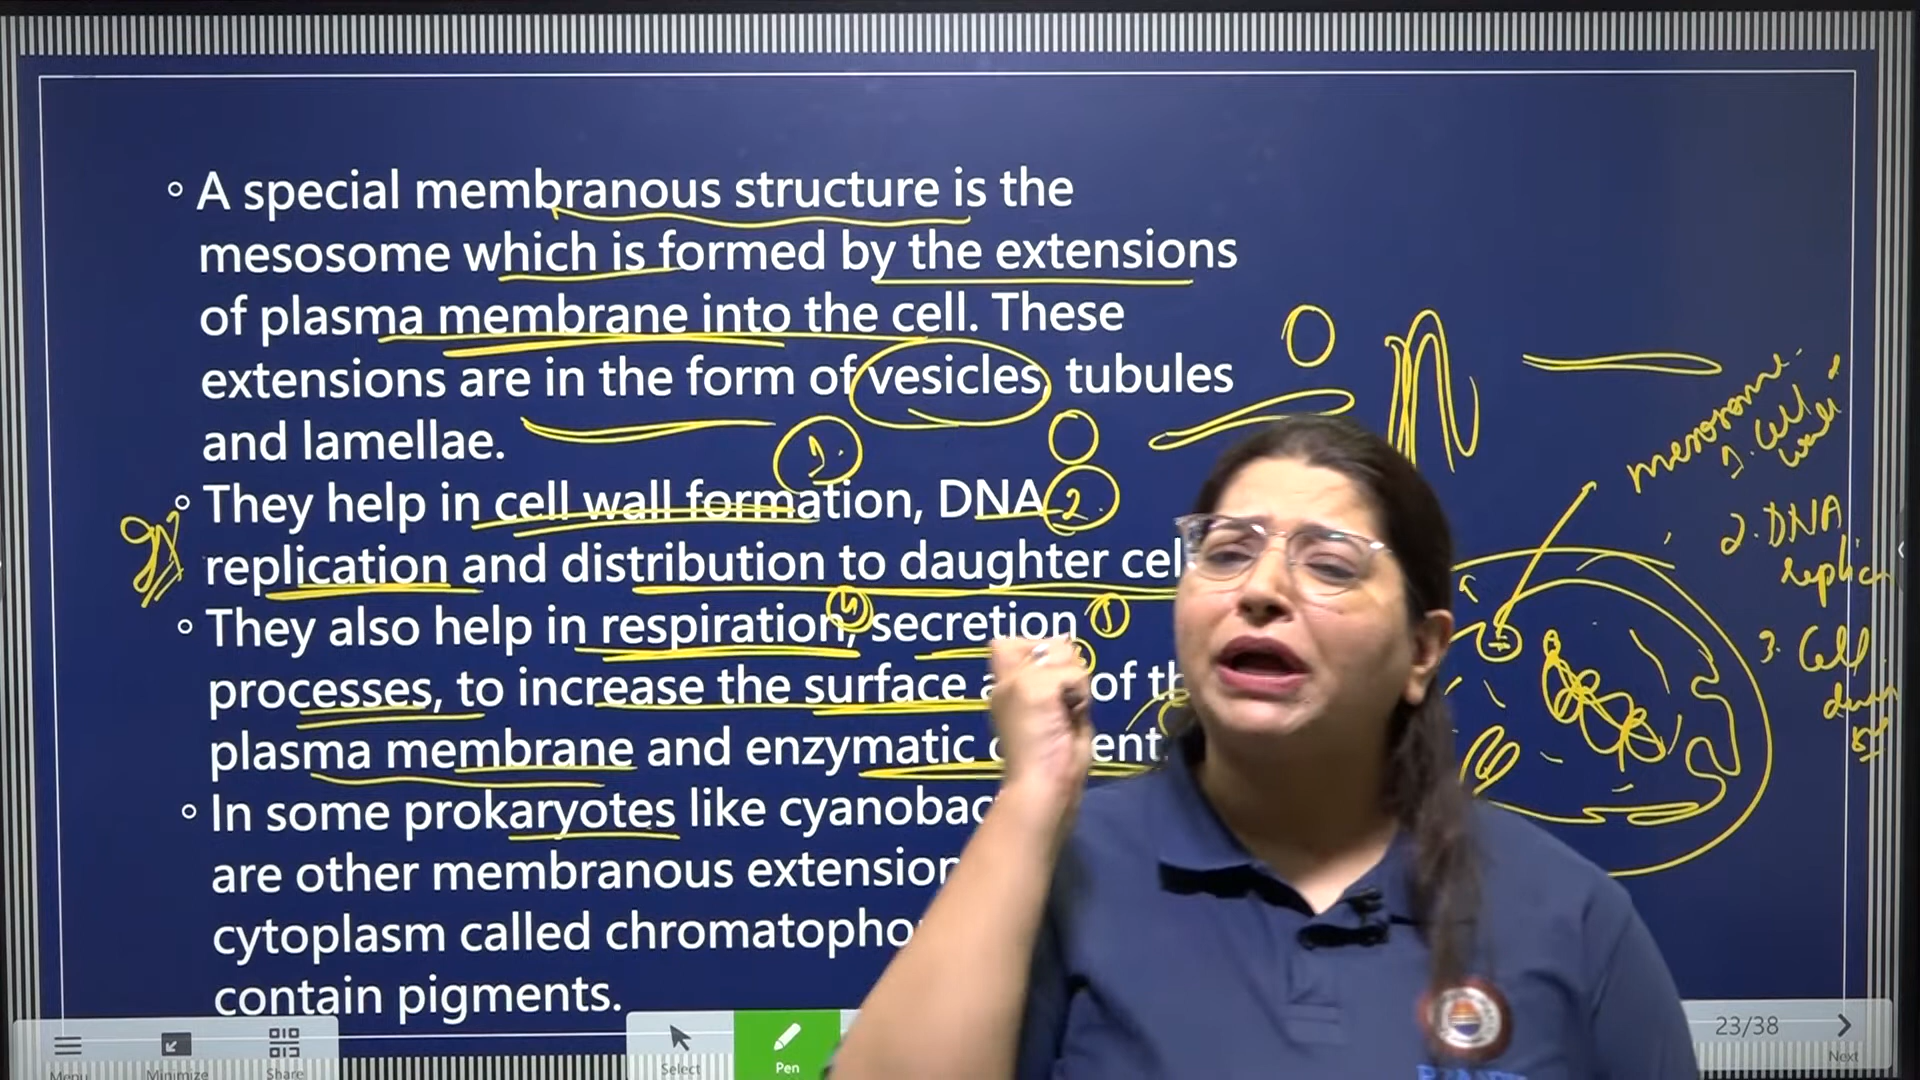 A special membranous structure is the
mesosome which is formed by the extensions
of plasma membrane into the cell. These
extensions are in the form of vesicles, tubules
and lamellae.
1.
They help in cell wall formation, DNA 2.
replication and distribution to daughter cel
They also help in respiration, secretion
processes, to increase the surface a of th
plasma membrane and enzymatic c ent.
In some prokaryotes like cyanobac
are other membranous extension
cytoplasm called chromatopho
contain pigments.
mesosome.
1. Cell
wall
2. DNA
replicn
3. Cell
Menu
Minimize
Share
Select
Pen
23/38
Next